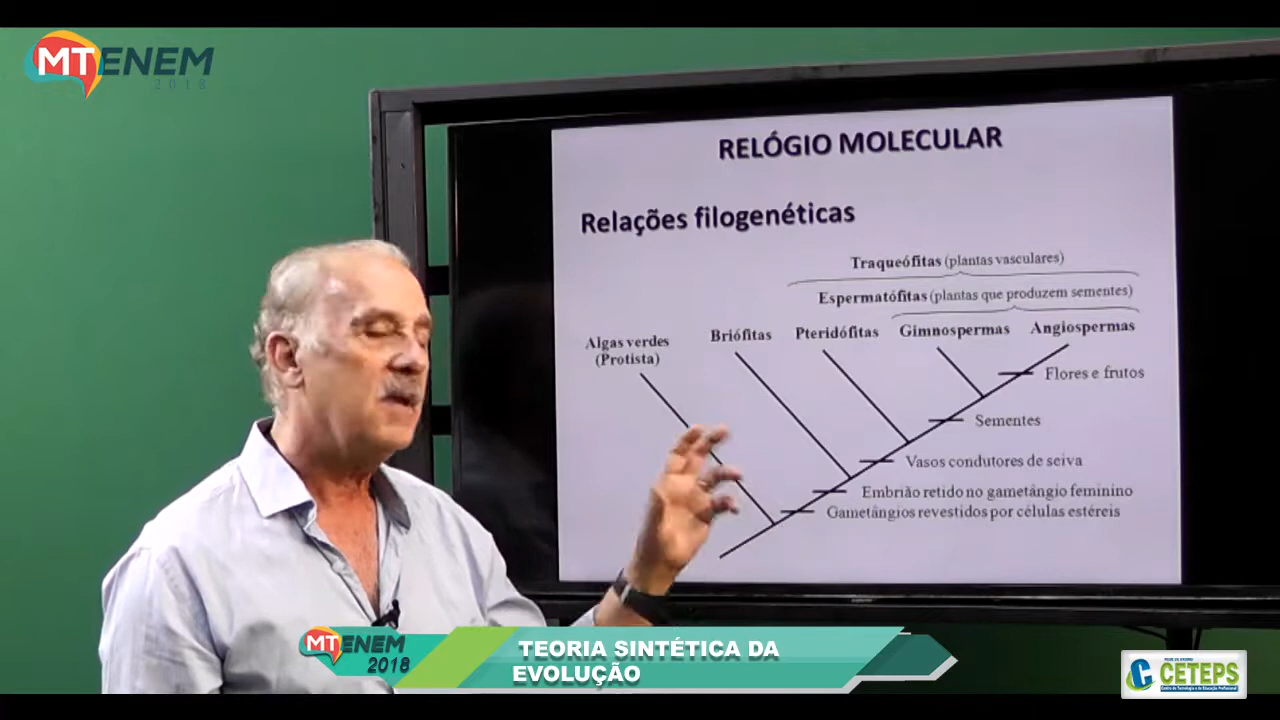 MTENEM
2018
RELÓGIO MOLECULAR
Relações filogenéticas
Traqueófitas (plantas vasculares)
Espermatófitas (plantas que produzem sementes)
Algas verdes
(Protista)
Briófitas
Pteridófitas
Gimnospermas
Angiospermas
Flores e frutos
Sementes
Vasos condutores de seiva
Embrião retido no gametângio feminino
Gametângios revestidos por células estéreis
MTENEM
2018
TEORIA SINTÉTICA DA
EVOLUÇÃO
CETEPS